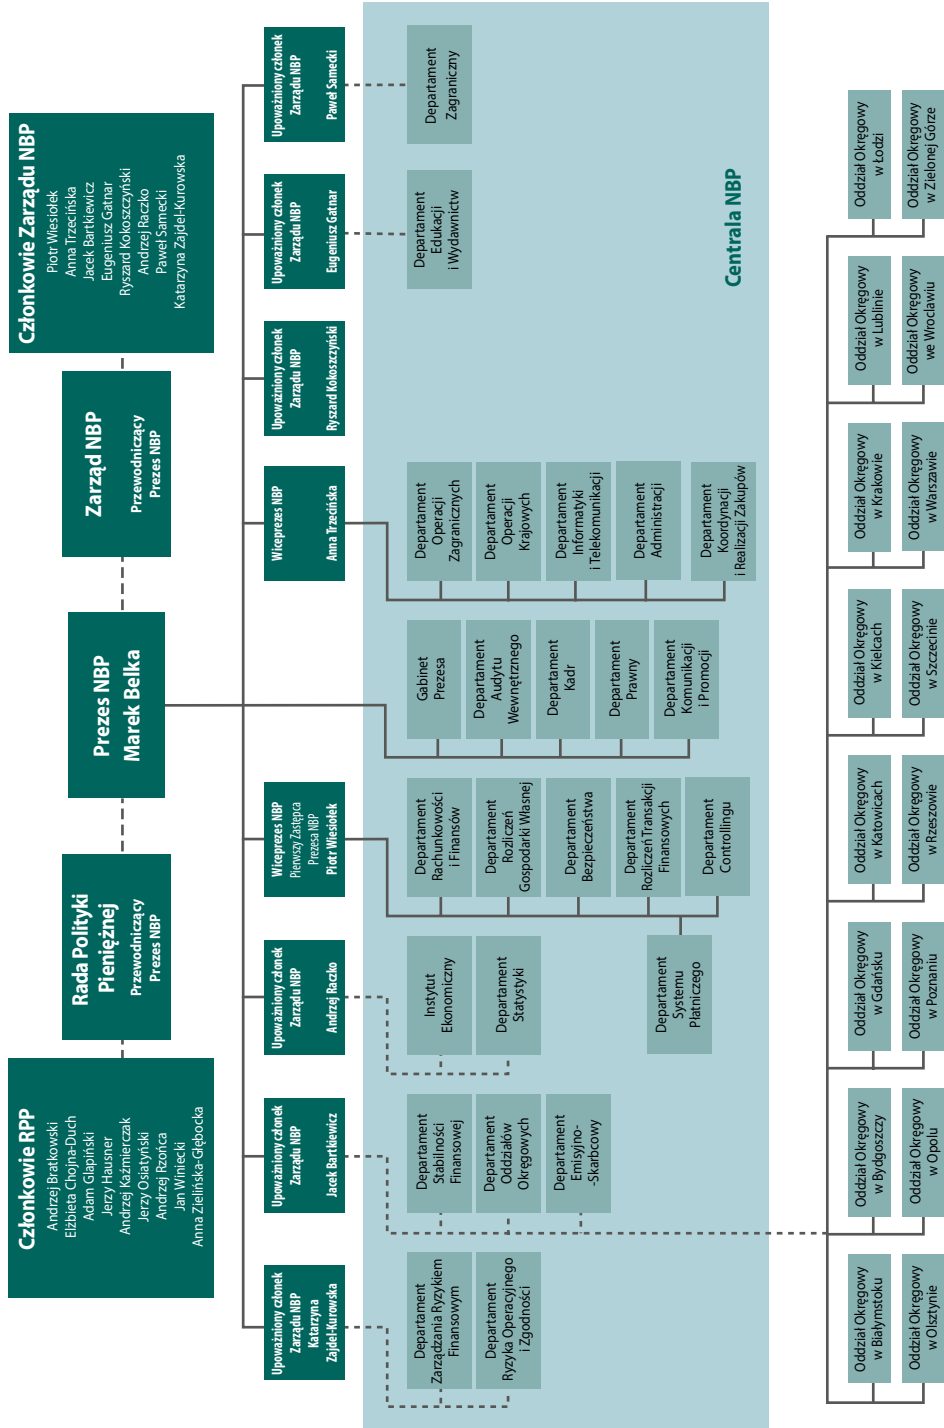 Członkowie RPP
Andrzej Bratkowski
Elżbieta Chojna-Duch
Adam Glapiński
Jerzy Hausner
Andrzej Kaźmierczak
Jerzy Osiatyński
Andrzej Rzońca
Jan Winiecki
Anna Zielińska-Głębocka
Rada Polityki
Pieniężnej
Przewodniczący
Prezes NBP
Prezes NBP
Marek Belka
Zarząd NBP
Przewodniczący
Prezes NBP
Członkowie Zarządu NBP
Piotr Wiesiołek
Anna Trzecińska
Jacek Bartkiewicz
Eugeniusz Gatnar
Ryszard Kokoszczyński
Andrzej Raczko
Paweł Samecki
Katarzyna Zajdel-Kurowska
Upoważniony członek
Zarządu NBP
Katarzyna
Zajdel-Kurowska
Upoważniony członek
Zarządu NBP
Jacek Bartkiewicz
Upoważniony członek
Zarządu NBP
Andrzej Raczko
Wiceprezes NBP
Pierwszy Zastępca
Prezesa NBP
Piotr Wiesiołek
Wiceprezes NBP
Anna Trzecińska
Upoważniony członek
Zarządu NBP
Ryszard Kokoszczyński
Upoważniony członek
Zarządu NBP
Eugeniusz Gatnar
Upoważniony członek
Zarządu NBP
Paweł Samecki
Departament
Zarządzania Ryzykiem
Finansowym
Departament
Ryzyka Operacyjnego
i Zgodności
Departament
Stabilności
Finansowej
Departament
Oddziałów
Okręgowych
Departament
Emisyjno-
-Skarbowy
Instytut
Ekonomiczny
Departament
Statystyki
Departament
Systemu
Płatniczego
Departament
Rachunkowości
i Finansów
Departament
Rozliczeń
Gospodarki Własnej
Departament
Bezpieczeństwa
Departament
Rozliczeń Transakcji
Finansowych
Departament
Controllingu
Gabinet
Prezesa
Departament
Audytu
Wewnętrznego
Departament
Kadr
Departament
Prawny
Departament
Komunikacji
i Promocji
Departament
Operacji
Zagranicznych
Departament
Operacji
Krajowych
Departament
Informatyki
i Telekomunikacji
Departament
Administracji
Departament
Koordynacji
i Realizacji Zakupów
Departament
Edukacji
i Wydawnictw
Departament
Zagraniczny
Centrala NBP
Oddział Okręgowy
w Białymstoku
Oddział Okręgowy
w Bydgoszczy
Oddział Okręgowy
w Gdańsku
Oddział Okręgowy
w Katowicach
Oddział Okręgowy
w Kielcach
Oddział Okręgowy
w Krakowie
Oddział Okręgowy
w Lublinie
Oddział Okręgowy
w Łodzi
Oddział Okręgowy
w Olsztynie
Oddział Okręgowy
w Opolu
Oddział Okręgowy
w Poznaniu
Oddział Okręgowy
w Rzeszowie
Oddział Okręgowy
w Szczecinie
Oddział Okręgowy
w Warszawie
Oddział Okręgowy
we Wrocławiu
Oddział Okręgowy
w Zielonej Górze